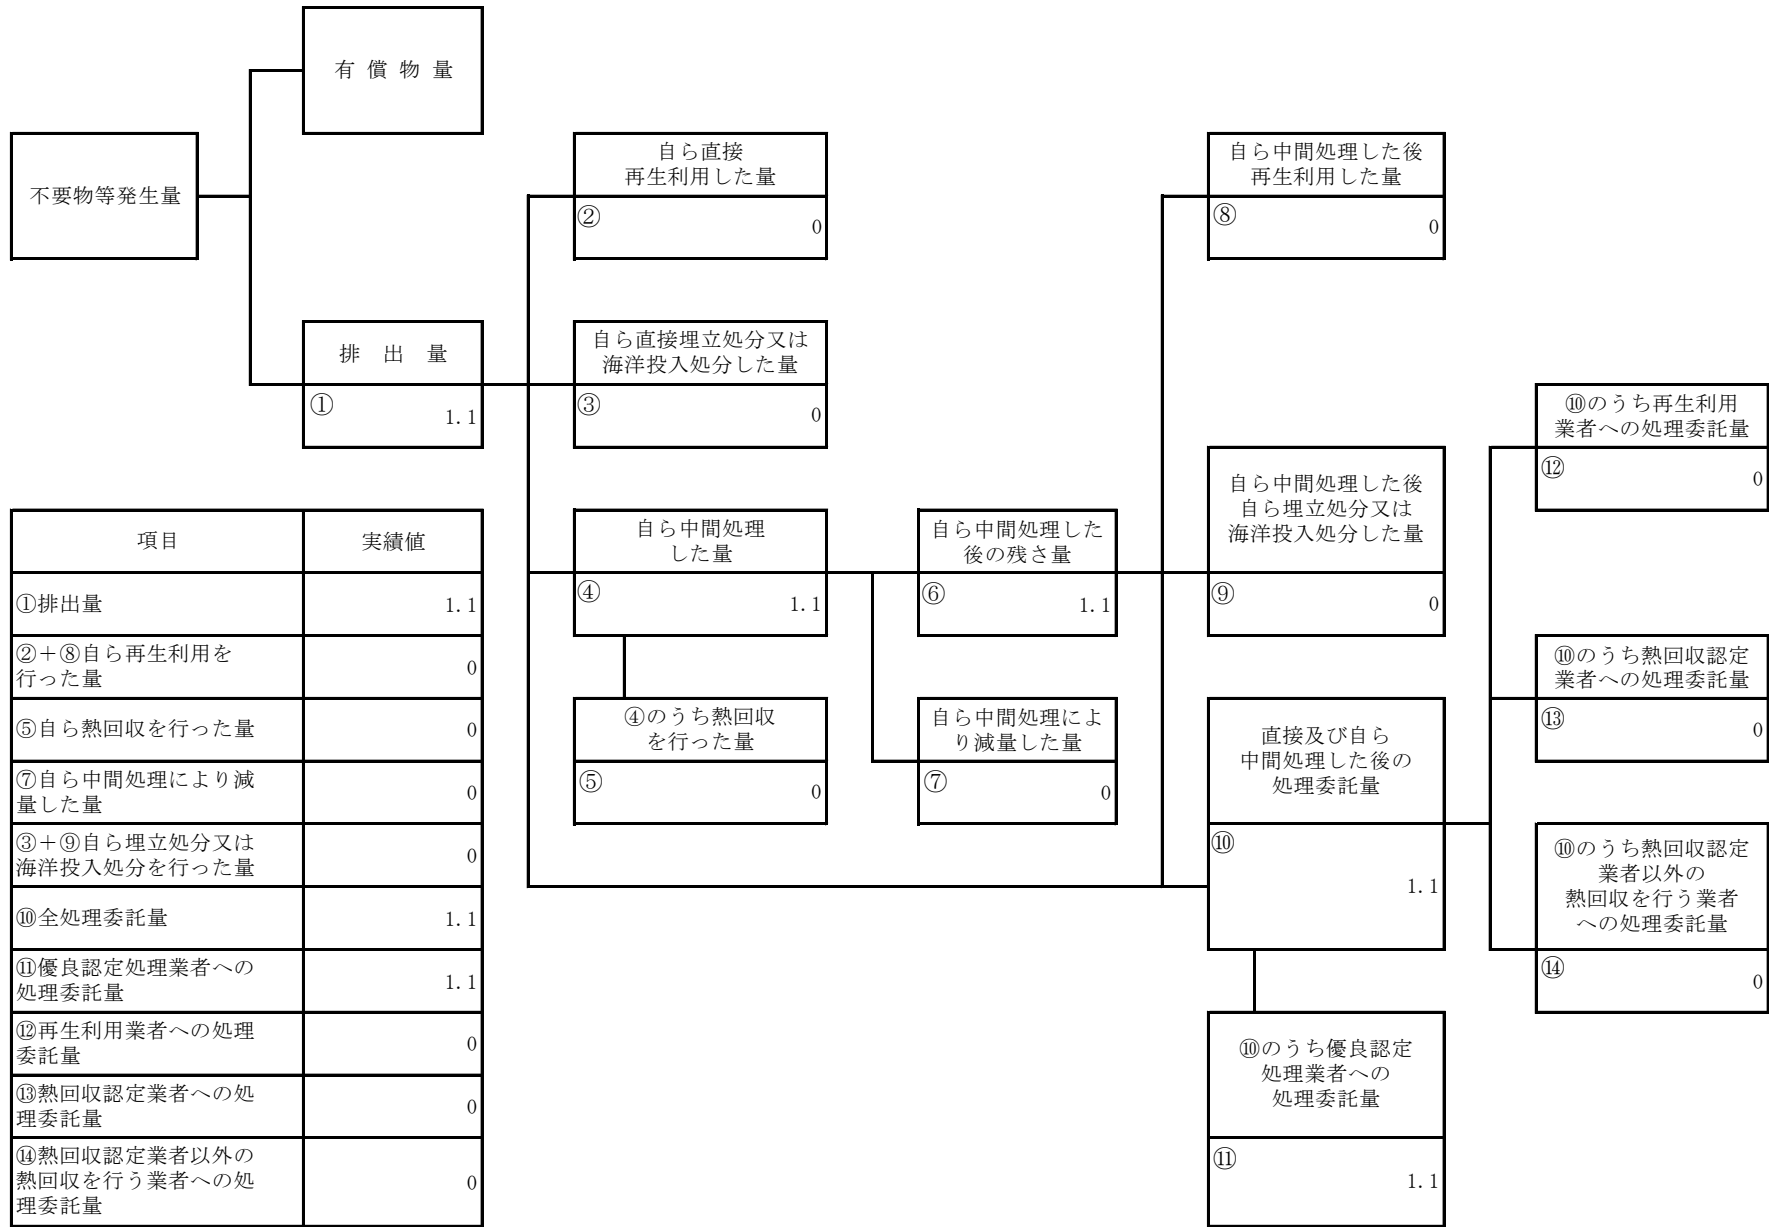 有償物量
不要物等発生量
排出量
① 1.1
自ら直接
再生利用した量
② 0
自ら直接埋立処分又は
海洋投入処分した量
③ 0
自ら中間処理
した量
④ 1.1
④のうち熱回収
を行った量
⑤ 0
自ら中間処理した
後の残さ量
⑥ 1.1
自ら中間処理によ
り減量した量
⑦ 0
自ら中間処理した後
再生利用した量
⑧ 0
自ら中間処理した後
自ら埋立処分又は
海洋投入処分した量
⑨ 0
直接及び自ら
中間処理した後の
処理委託量
⑩
1.1
⑩のうち優良認定
処理業者への
処理委託量
⑪
1.1
⑩のうち再生利用
業者への処理委託量
⑫ 0
⑩のうち熱回収認定
業者への処理委託量
⑬ 0
⑩のうち熱回収認定
業者以外の
熱回収を行う業者
への処理委託量
⑭ 0
項目 実績値
①排出量 1.1
②+⑧自ら再生利用を
行った量 0
⑤自ら熱回収を行った量 0
⑦自ら中間処理により減
量した量 0
③+⑨自ら埋立処分又は
海洋投入処分を行った量 0
⑩全処理委託量 1.1
⑪優良認定処理業者への
処理委託量 1.1
⑫再生利用業者への処理
委託量 0
⑬熱回収認定業者への処
理委託量 0
⑭熱回収認定業者以外の
熱回収を行う業者への処
理委託量 0